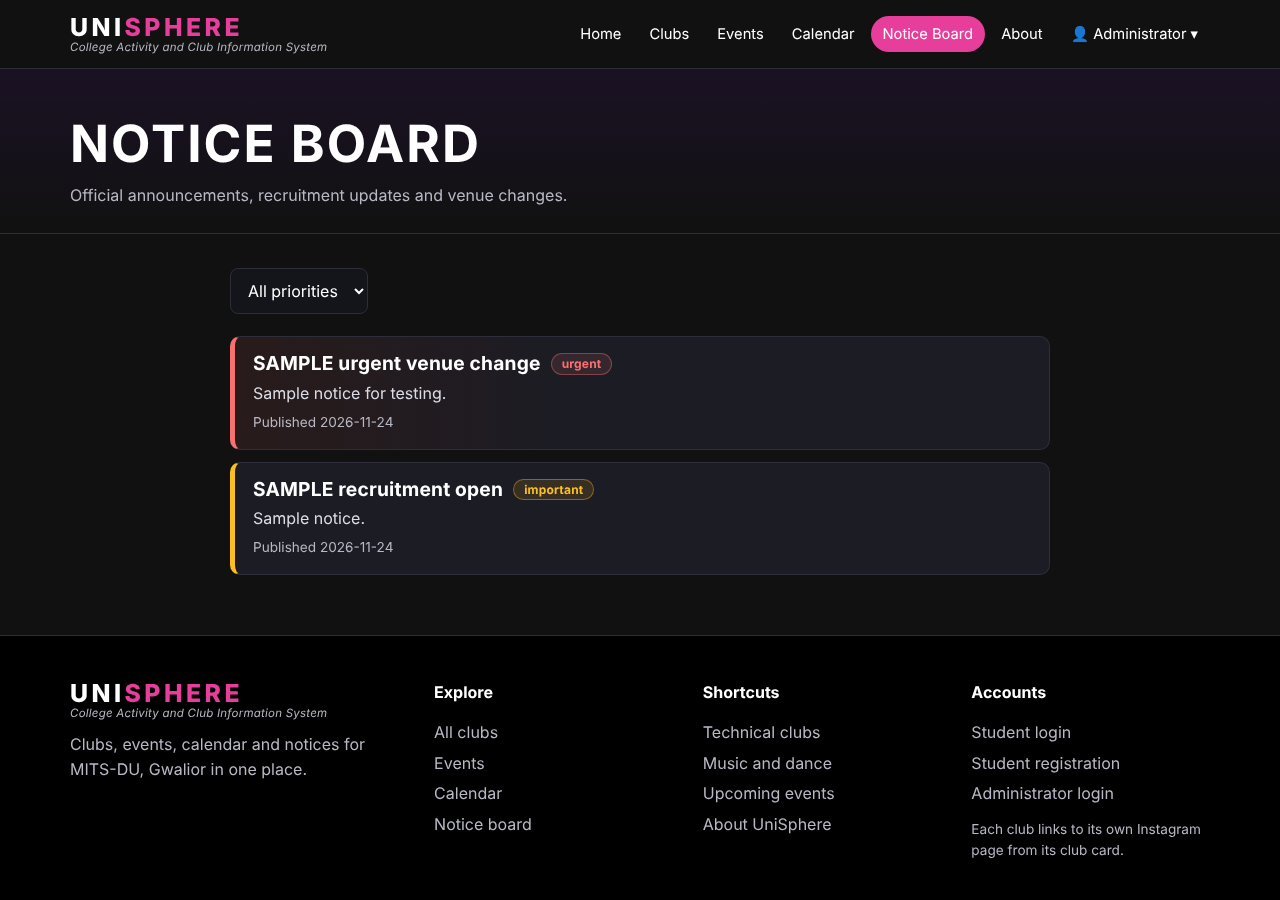 UNISPHERE
College Activity and Club Information System
Home Clubs Events Calendar Notice Board About 👤 Administrator ▾
NOTICE BOARD
Official announcements, recruitment updates and venue changes.
All priorities
SAMPLE urgent venue change urgent
Sample notice for testing.
Published 2026-11-24
SAMPLE recruitment open important
Sample notice.
Published 2026-11-24
UNISPHERE
College Activity and Club Information System
Clubs, events, calendar and notices for
MITS-DU, Gwalior in one place.
Explore
All clubs
Events
Calendar
Notice board
Shortcuts
Technical clubs
Music and dance
Upcoming events
About UniSphere
Accounts
Student login
Student registration
Administrator login
Each club links to its own Instagram
page from its club card.